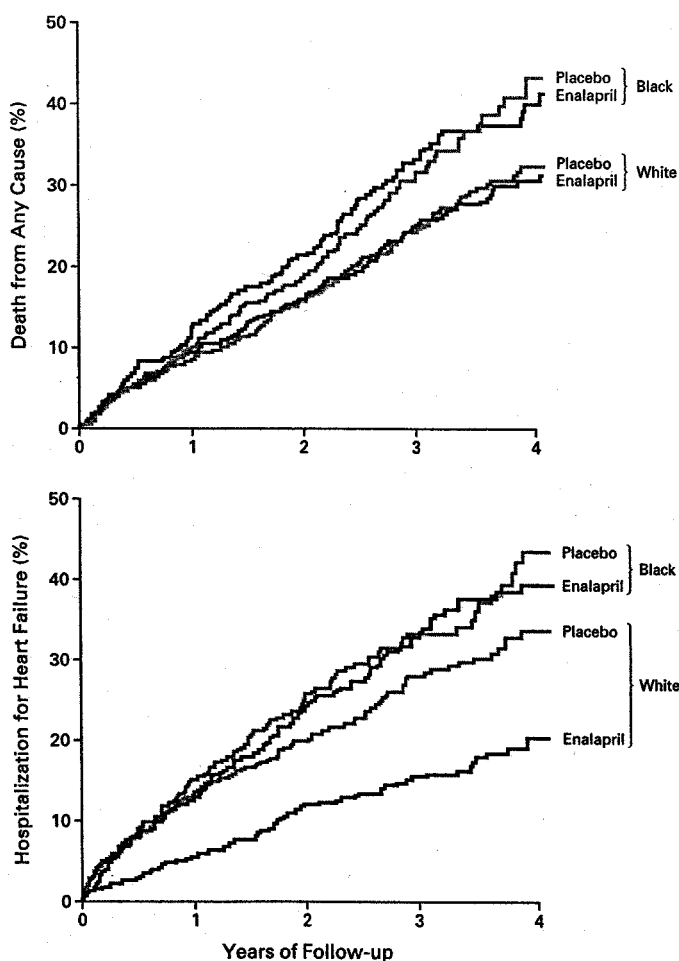 Death from Any Cause (%)
50
40
30
20
10
0
0 1 2 3 4
Placebo
Enalapril
Black
Placebo
Enalapril
White
Hospitalization for Heart Failure (%)
50
40
30
20
10
0
0 1 2 3 4
Placebo
Enalapril
Black
Placebo
Enalapril
White
Years of Follow-up